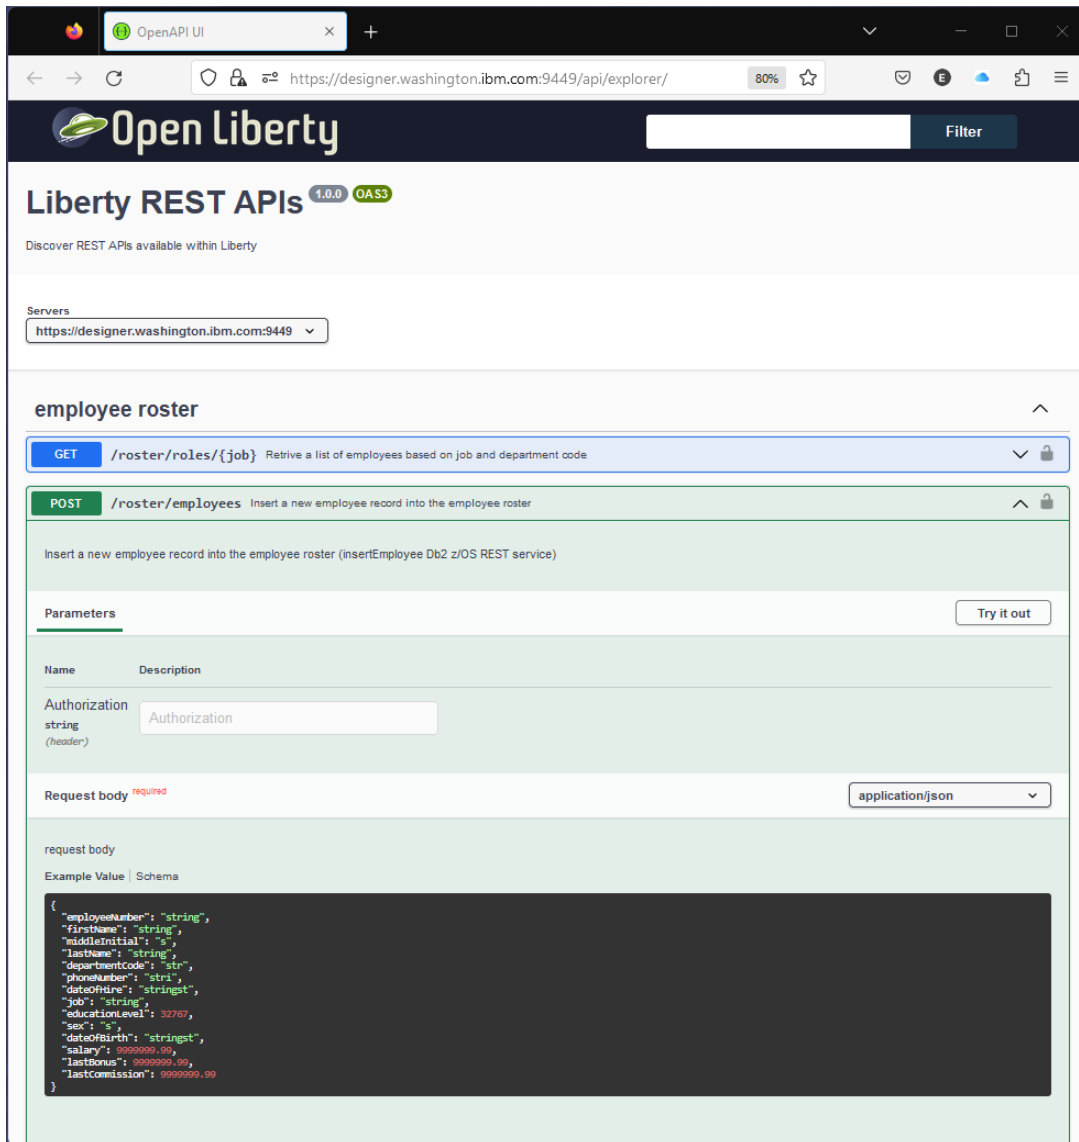 OpenAPI UI
https://designer.washington.ibm.com:9449/api/explorer/ 80% E
Open Liberty Filter
Liberty REST APIs 1.0.0 OAS3
Discover REST APIs available within Liberty
Servers
https://designer.washington.ibm.com:9449
employee roster
GET /roster/roles/{job} Retrive a list of employees based on job and department code
POST /roster/employees Insert a new employee record into the employee roster
Insert a new employee record into the employee roster (insertEmployee Db2 z/OS REST service)
Parameters Try it out
Name Description
Authorization
string Authorization
(header)
Request body required application/json
request body
Example Value | Schema
{
"employeeNumber": "string",
"firstName": "string",
"middleInitial": "s",
"lastName": "string",
"departmentCode": "str",
"phoneNumber": "stri",
"dateOfHire": "stringst",
"job": "string",
"educationLevel": 32767,
"sex": "s",
"dateOfBirth": "stringst",
"salary": 9999999.99,
"lastBonus": 9999999.99,
"lastCommission": 9999999.99
}